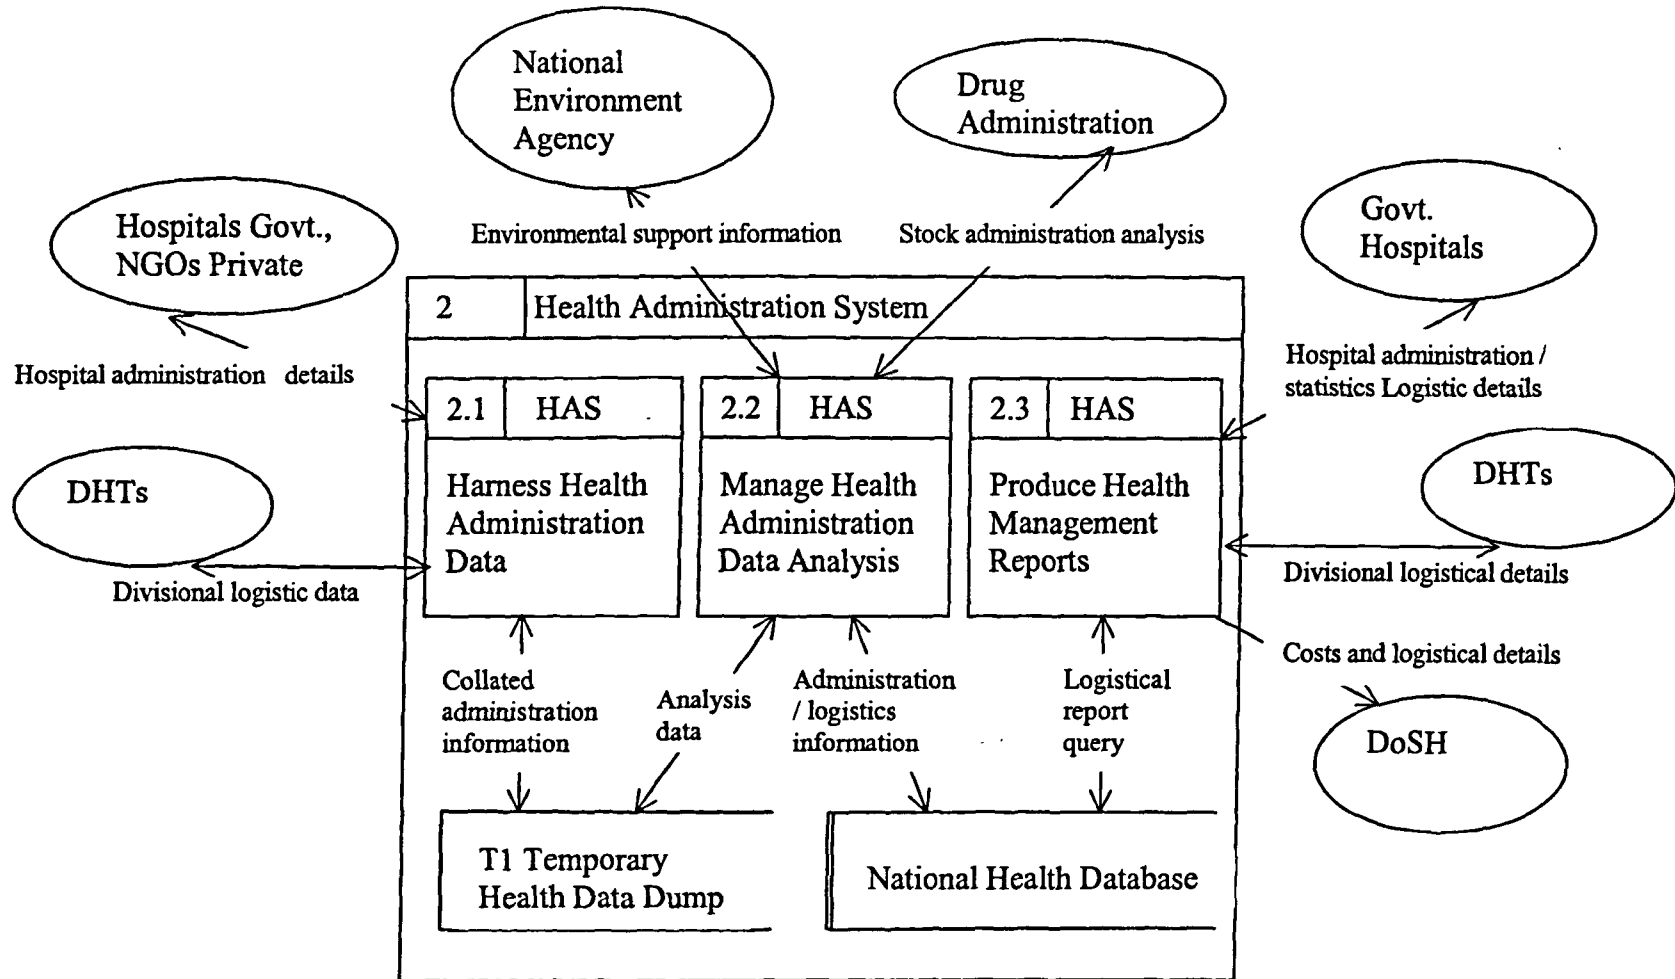 National
Environment
Agency
Drug
Administration
Hospitals Govt.,
NGOs Private
Environmental support information
Stock administration analysis
Govt.
Hospitals
2
Health Administration System
Hospital administration details
Hospital administration /
statistics Logistic details
2.1
HAS
2.2
HAS
2.3
HAS
DHTs
Harness Health
Administration
Data
Manage Health
Administration
Data Analysis
Produce Health
Management
Reports
DHTs
Divisional logistic data
Divisional logistical details
Costs and logistical details
Collated
administration
information
Analysis
data
Administration
/ logistics
information
Logistical
report
query
DoSH
T1 Temporary
Health Data Dump
National Health Database